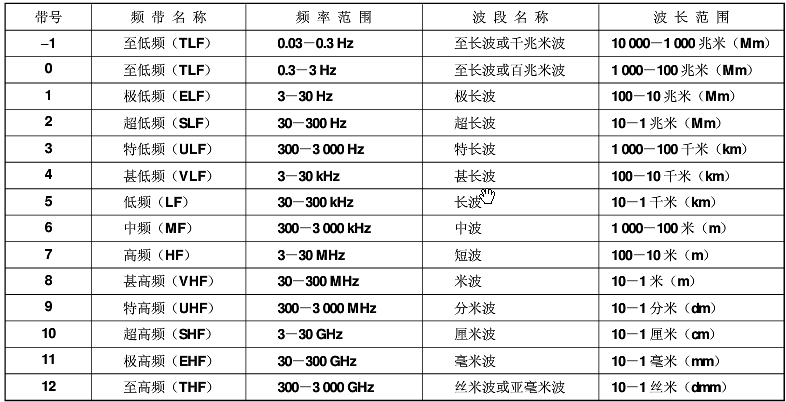 带号 频带名称 频率范围 波段名称 波长范围
–1 至低频（TLF） 0.03－0.3 Hz 至长波或千兆米波 10 000－1 000 兆米（Mm）
0 至低频（TLF） 0.3－3 Hz 至长波或百兆米波 1 000－100 兆米（Mm）
1 极低频（ELF） 3－30 Hz 极长波 100－10 兆米（Mm）
2 超低频（SLF） 30－300 Hz 超长波 10－1 兆米（Mm）
3 特低频（ULF） 300－3 000 Hz 特长波 1 000－100 千米（km）
4 甚低频（VLF） 3－30 kHz 甚长波 100－10 千米（km）
5 低频（LF） 30－300 kHz 长波 10－1 千米（km）
6 中频（MF） 300－3 000 kHz 中波 1 000－100 米（m）
7 高频（HF） 3－30 MHz 短波 100－10 米（m）
8 甚高频（VHF） 30－300 MHz 米波 10－1 米（m）
9 特高频（UHF） 300－3 000 MHz 分米波 10－1 分米（dm）
10 超高频（SHF） 3－30 GHz 厘米波 10－1 厘米（cm）
11 极高频（EHF） 30－300 GHz 毫米波 10－1 毫米（mm）
12 至高频（THF） 300－3 000 GHz 丝米波或亚毫米波 10－1 丝米（dmm）